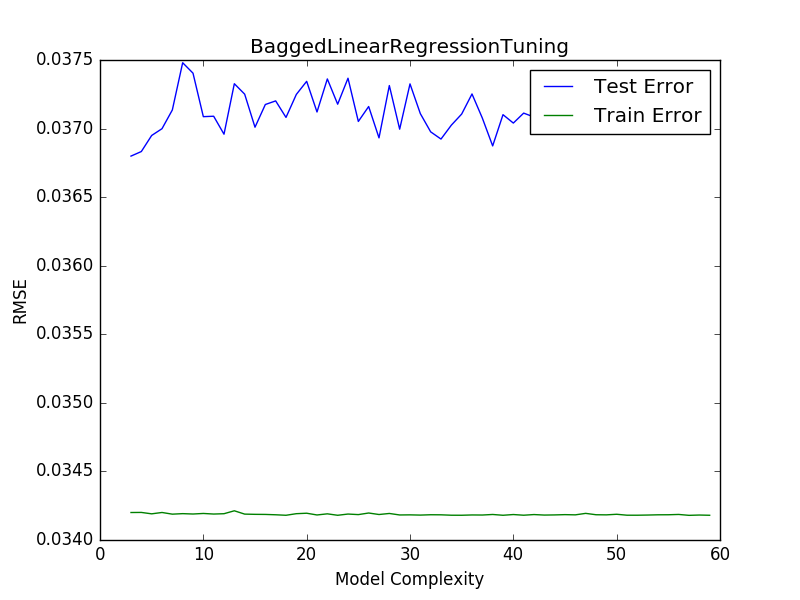 BaggedLinearRegressionTuning
0.0375
0.0370
0.0365
0.0360
0.0355
0.0350
0.0345
0.0340
RMSE
Test Error
Train Error
0 10 20 30 40 50 60
Model Complexity